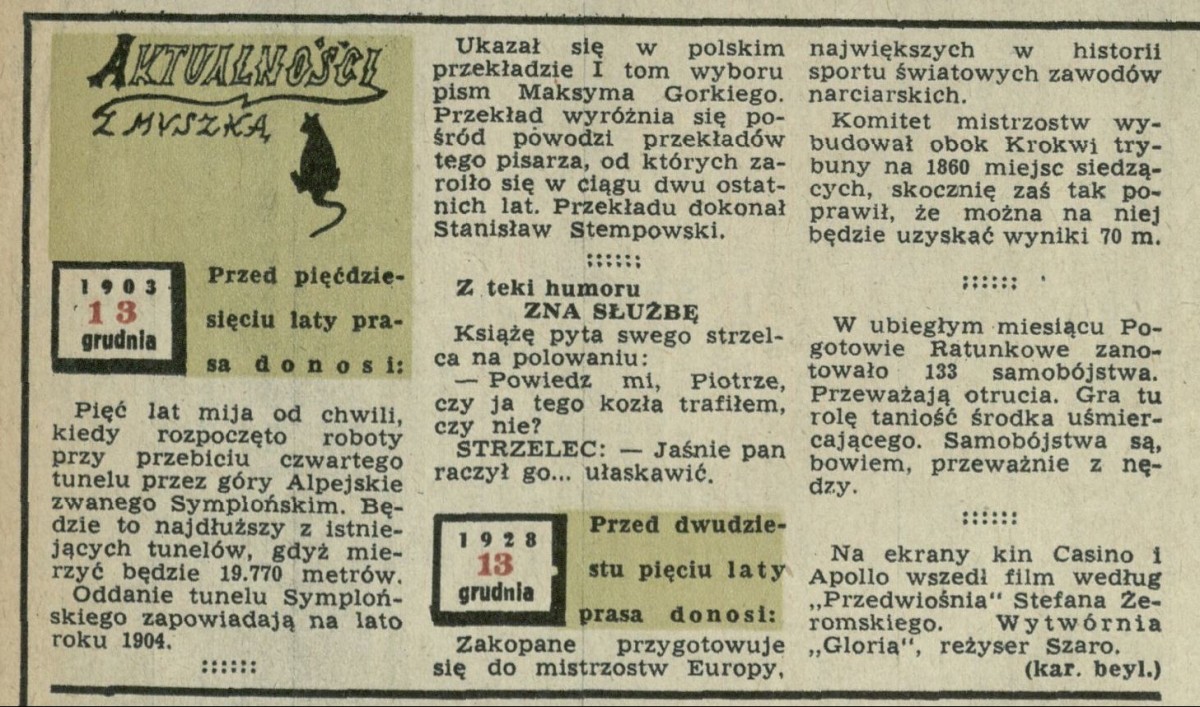 AKTUALNOŚCI
Z MYSZKĄ
1903
13
grudnia
Przed pięćdzie-
sięciu laty pra-
sa donosi:
Pięć lat mija od chwili,
kiedy rozpoczęto roboty
przy przebiciu czwartego
tunelu przez góry Alpejskie
zwanego Symplońskim. Bę-
dzie to najdłuższy z istnie-
jących tunelów, gdyż mie-
rzyć będzie 19.770 metrów.
Oddanie tunelu Symploń-
skiego zapowiadają na lato
roku 1904.
::::::
Ukazał się w polskim
przekładzie I tom wyboru
pism Maksyma Gorkiego.
Przekład wyróżnia się po-
śród powodzi przekładów
tego pisarza, od których za-
roiło się w ciągu dwu ostat-
nich lat. Przekładu dokonał
Stanisław Stempowski.
::::::
Z teki humoru
ZNA SŁUŻBĘ
Książę pyta swego strzel-
ca na polowaniu:
— Powiedz mi, Piotrze,
czy ja tego kozła trafiłem,
czy nie?
STRZELEC: — Jaśnie pan
raczył go... ułaskawić.
1928
13
grudnia
Przed dwudzie-
stu pięciu laty
prasa donosi:
Zakopane przygotowuje
się do mistrzostw Europy,
największych w historii
sportu światowych zawodów
narciarskich.
Komitet mistrzostw wy-
budował obok Krokwi try-
buny na 1860 miejsc siedzą-
cych, skocznię zaś tak po-
prawił, że można na niej
będzie uzyskać wyniki 70 m.
::::::
W ubiegłym miesiącu Po-
gotowie Ratunkowe zano-
towało 133 samobójstwa.
Przeważają otrucia. Gra tu
rolę taniość środka uśmier-
cającego. Samobójstwa są,
bowiem, przeważnie z nę-
dzy.
::::::
Na ekrany kin Casino i
Apollo wszedł film według
„Przedwiośnia" Stefana Że-
romskiego. Wytwórnia
„Gloria", reżyser Szaro.
(kar. beyl.)